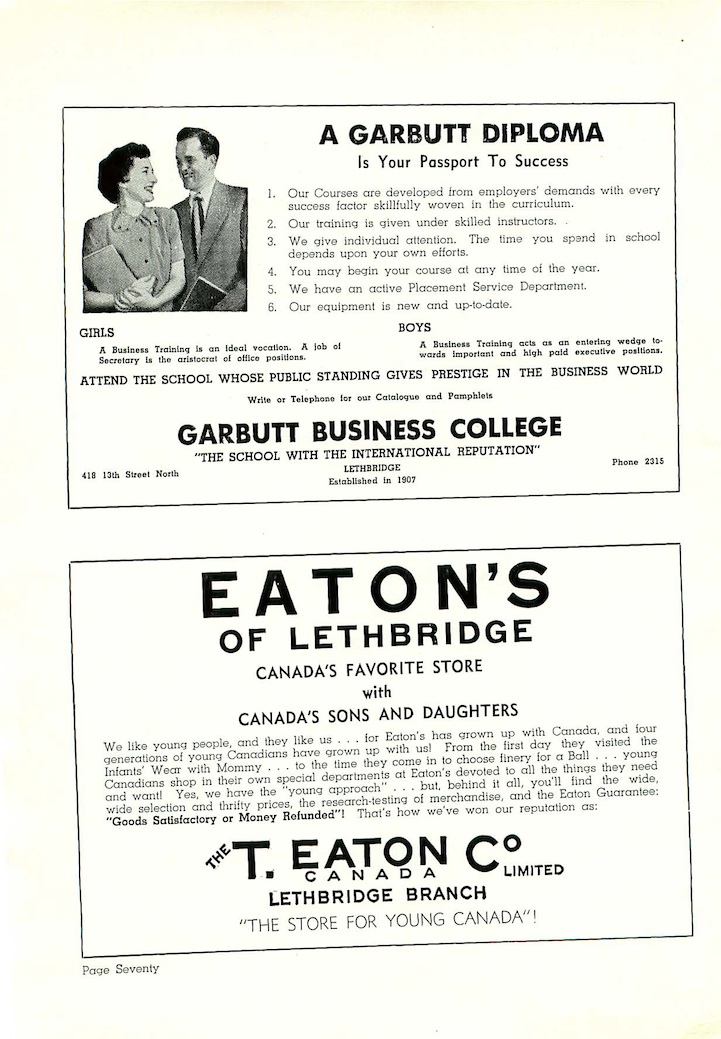 A GARBUTT DIPLOMA
Is Your Passport To Success
1. Our Courses are developed from employers' demands with every
success factor skillfully woven in the curriculum.
2. Our training is given under skilled instructors. .
3. We give individual attention. The time you spend in school
depends upon your own efforts.
4. You may begin your course at any time of the year.
5. We have an active Placement Service Department.
6. Our equipment is new and up-to-date.
GIRLS
A Business Training is an ideal vocation. A job of
Secretary is the aristocrat of office positions.
BOYS
A Business Training acts as an entering wedge to-
wards important and high paid executive positions.
ATTEND THE SCHOOL WHOSE PUBLIC STANDING GIVES PRESTIGE IN THE BUSINESS WORLD
Write or Telephone for our Catalogue and Pamphlets
GARBUTT BUSINESS COLLEGE
"THE SCHOOL WITH THE INTERNATIONAL REPUTATION"
418 13th Street North
LETHBRIDGE
Phone 2315
Established in 1907
EATON'S
OF LETHBRIDGE
CANADA'S FAVORITE STORE
with
CANADA'S SONS AND DAUGHTERS
We like young people, and they like us . . . for Eaton's has grown up with Canada, and four
generations of young Canadians have grown up with us! From the first day they visited the
Infants' Wear with Mommy . . . to the time they come in to choose finery for a Ball . . . young
Canadians shop in their own special departments at Eaton's devoted to all the things they need
and want! Yes, we have the "young approach" . . . but, behind it all, you'll find the wide,
wide selection and thrifty prices, the research-testing of merchandise, and the Eaton Guarantee:
"Goods Satisfactory or Money Refunded"! That's how we've won our reputation as:
THE T. EATON Co
CANADA LIMITED
LETHBRIDGE BRANCH
"THE STORE FOR YOUNG CANADA"!
Page Seventy